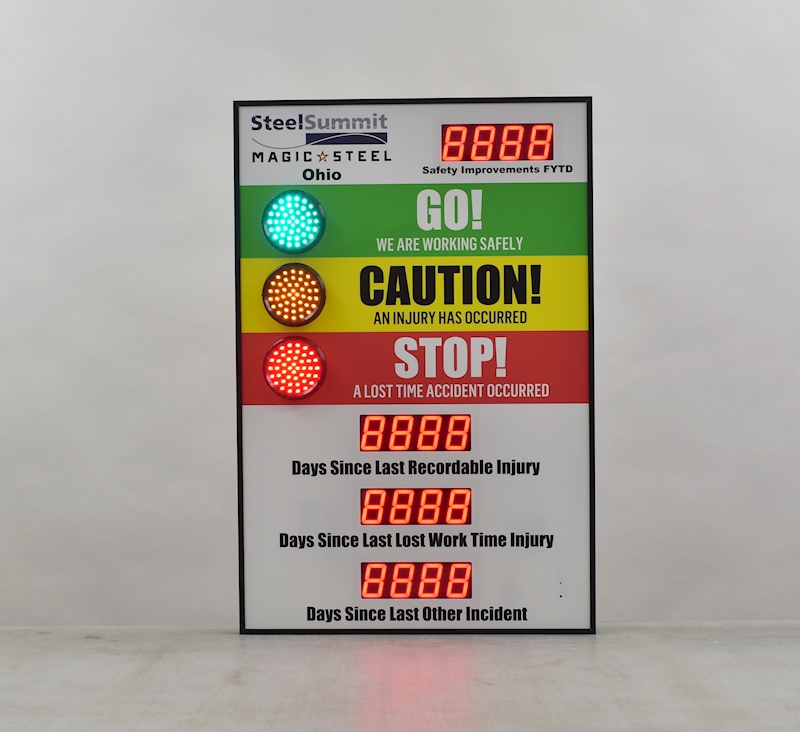 SteelSummit
MAGIC☆STEEL
Ohio
8888
Safety Improvements FYTD
GO!
WE ARE WORKING SAFELY
CAUTION!
AN INJURY HAS OCCURRED
STOP!
A LOST TIME ACCIDENT OCCURRED
8888
Days Since Last Recordable Injury
8888
Days Since Last Lost Work Time Injury
8888
Days Since Last Other Incident